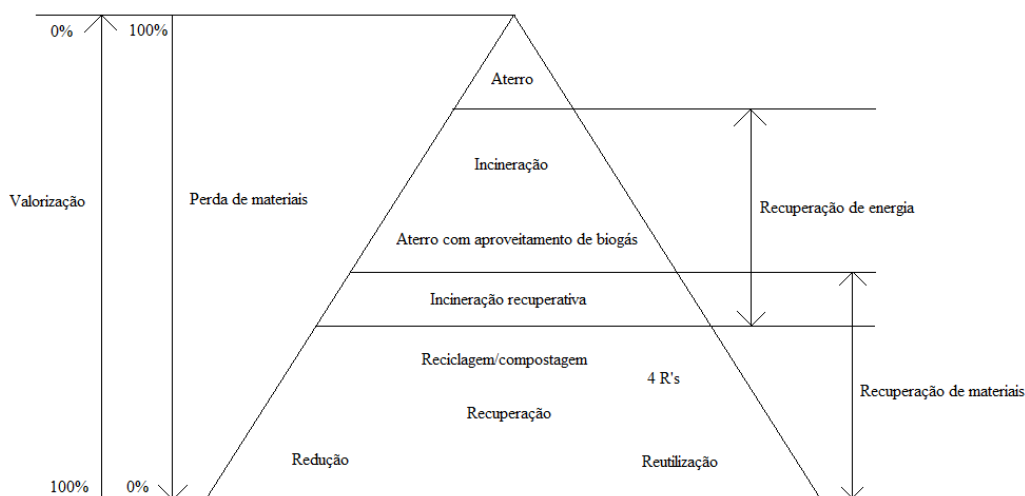 0%
100%
Aterro
Incineração
Valorização
Perda de materiais
Recuperação de energia
Aterro com aproveitamento de biogás
Incineração recuperativa
Reciclagem/compostagem
4 R's
Recuperação de materiais
Recuperação
Redução
Reutilização
100%
0%